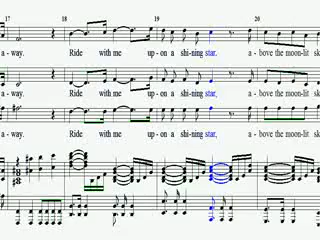 17 18 19 20
a - way. Ride with me up - on a shi - ning star, a - bove the moon - lit
a - way. Ride with me up - on a shi - ning star, a - bove the moon - lit
a - way. Ride with me up - on a shi - ning star, a - bove the moon - lit